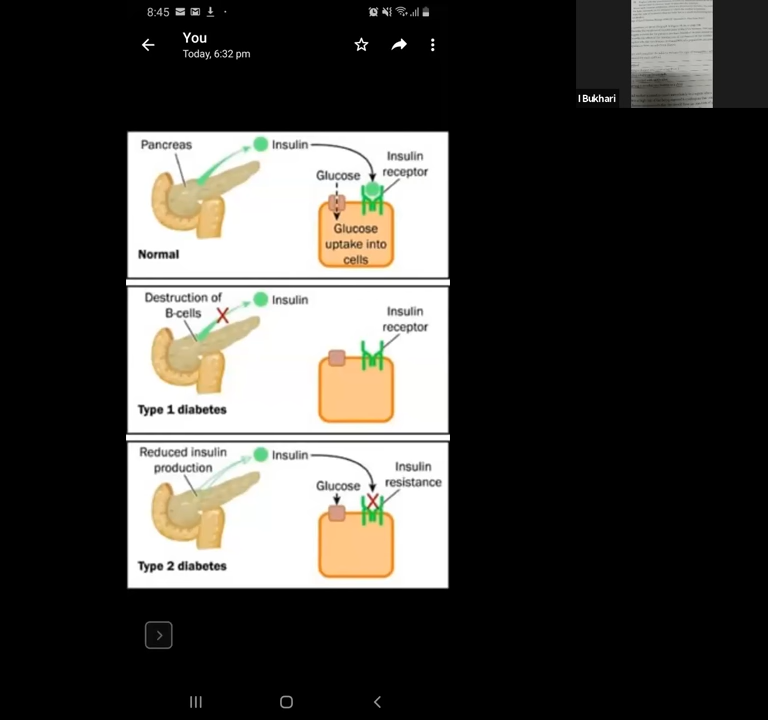 8:45
You
Today, 6:32 pm
I Bukhari
Pancreas
Insulin
Insulin
receptor
Glucose
Glucose
uptake into
cells
Normal
Destruction of
B-cells
Insulin
Insulin
receptor
Type 1 diabetes
Reduced insulin
production
Insulin
Insulin
resistance
Glucose
Type 2 diabetes